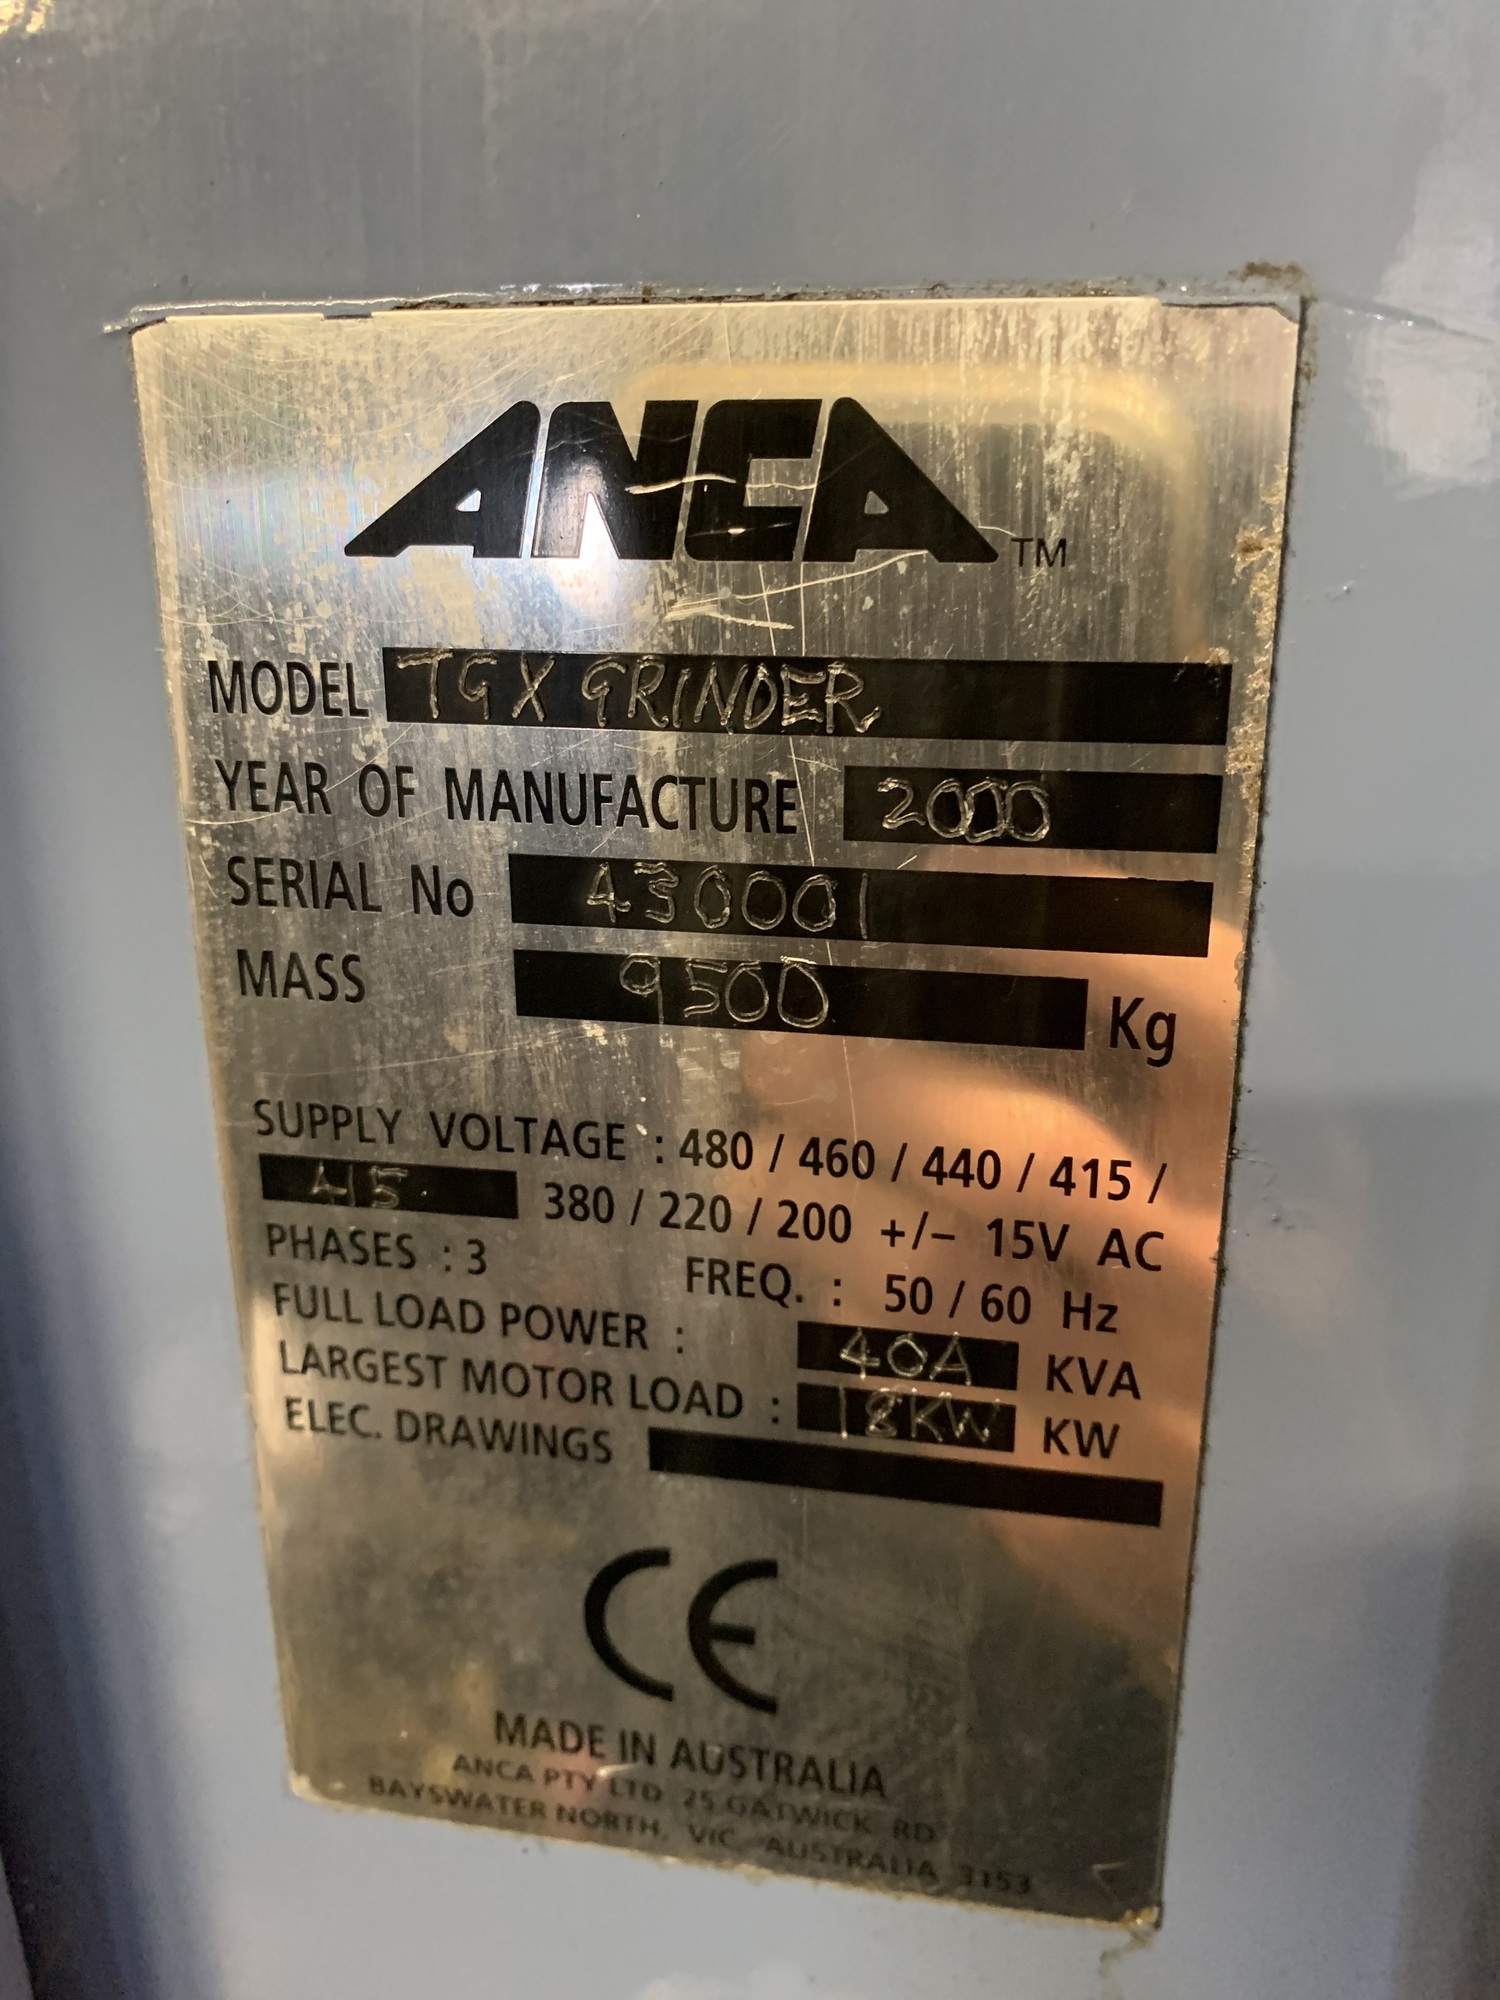 ANCA TM
MODEL TGX GRINDER
YEAR OF MANUFACTURE 2000
SERIAL No 430001
MASS 9500 Kg
SUPPLY VOLTAGE : 480 / 460 / 440 / 415 /
415 380 / 220 / 200 +/- 15V AC
PHASES : 3 FREQ. : 50 / 60 Hz
FULL LOAD POWER : 40A KVA
LARGEST MOTOR LOAD : 18KW KW
ELEC. DRAWINGS
CE
MADE IN AUSTRALIA
ANCA PTY LTD 25 GATWICK RD
BAYSWATER NORTH, VIC, AUSTRALIA 3153